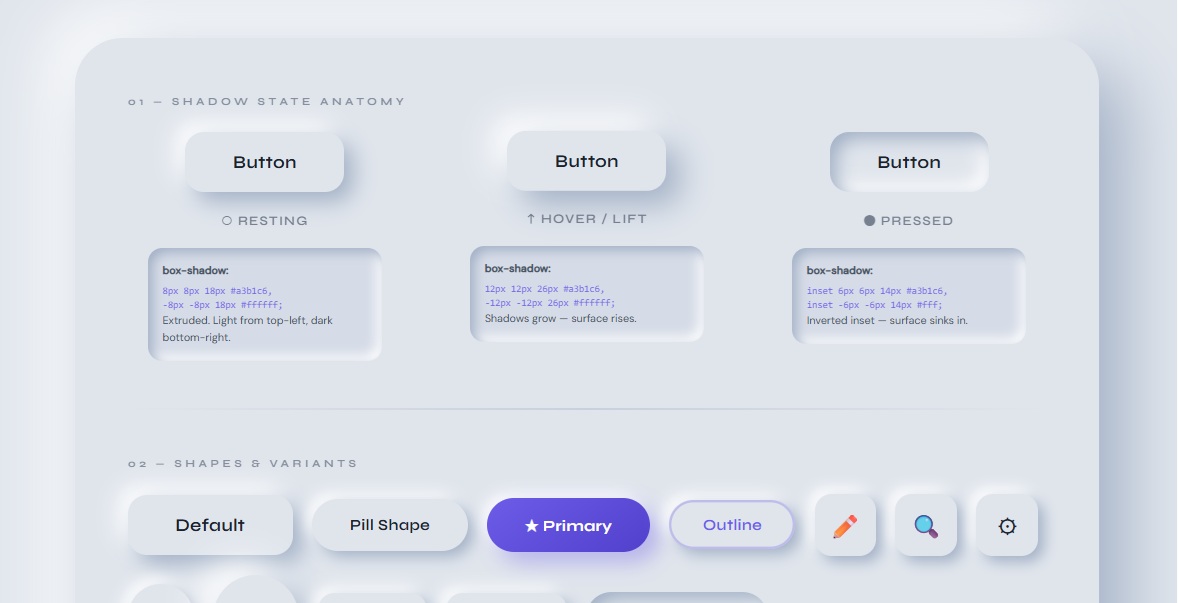 01 — SHADOW STATE ANATOMY
Button
Button
Button
○ RESTING
↑ HOVER / LIFT
● PRESSED
box-shadow:
8px 8px 18px #a3b1c6,
-8px -8px 18px #ffffff;
Extruded. Light from top-left, dark
bottom-right.
box-shadow:
12px 12px 26px #a3b1c6,
-12px -12px 26px #ffffff;
Shadows grow — surface rises.
box-shadow:
inset 6px 6px 14px #a3b1c6,
inset -6px -6px 14px #fff;
Inverted inset — surface sinks in.
02 — SHAPES & VARIANTS
Default
Pill Shape
★ Primary
Outline